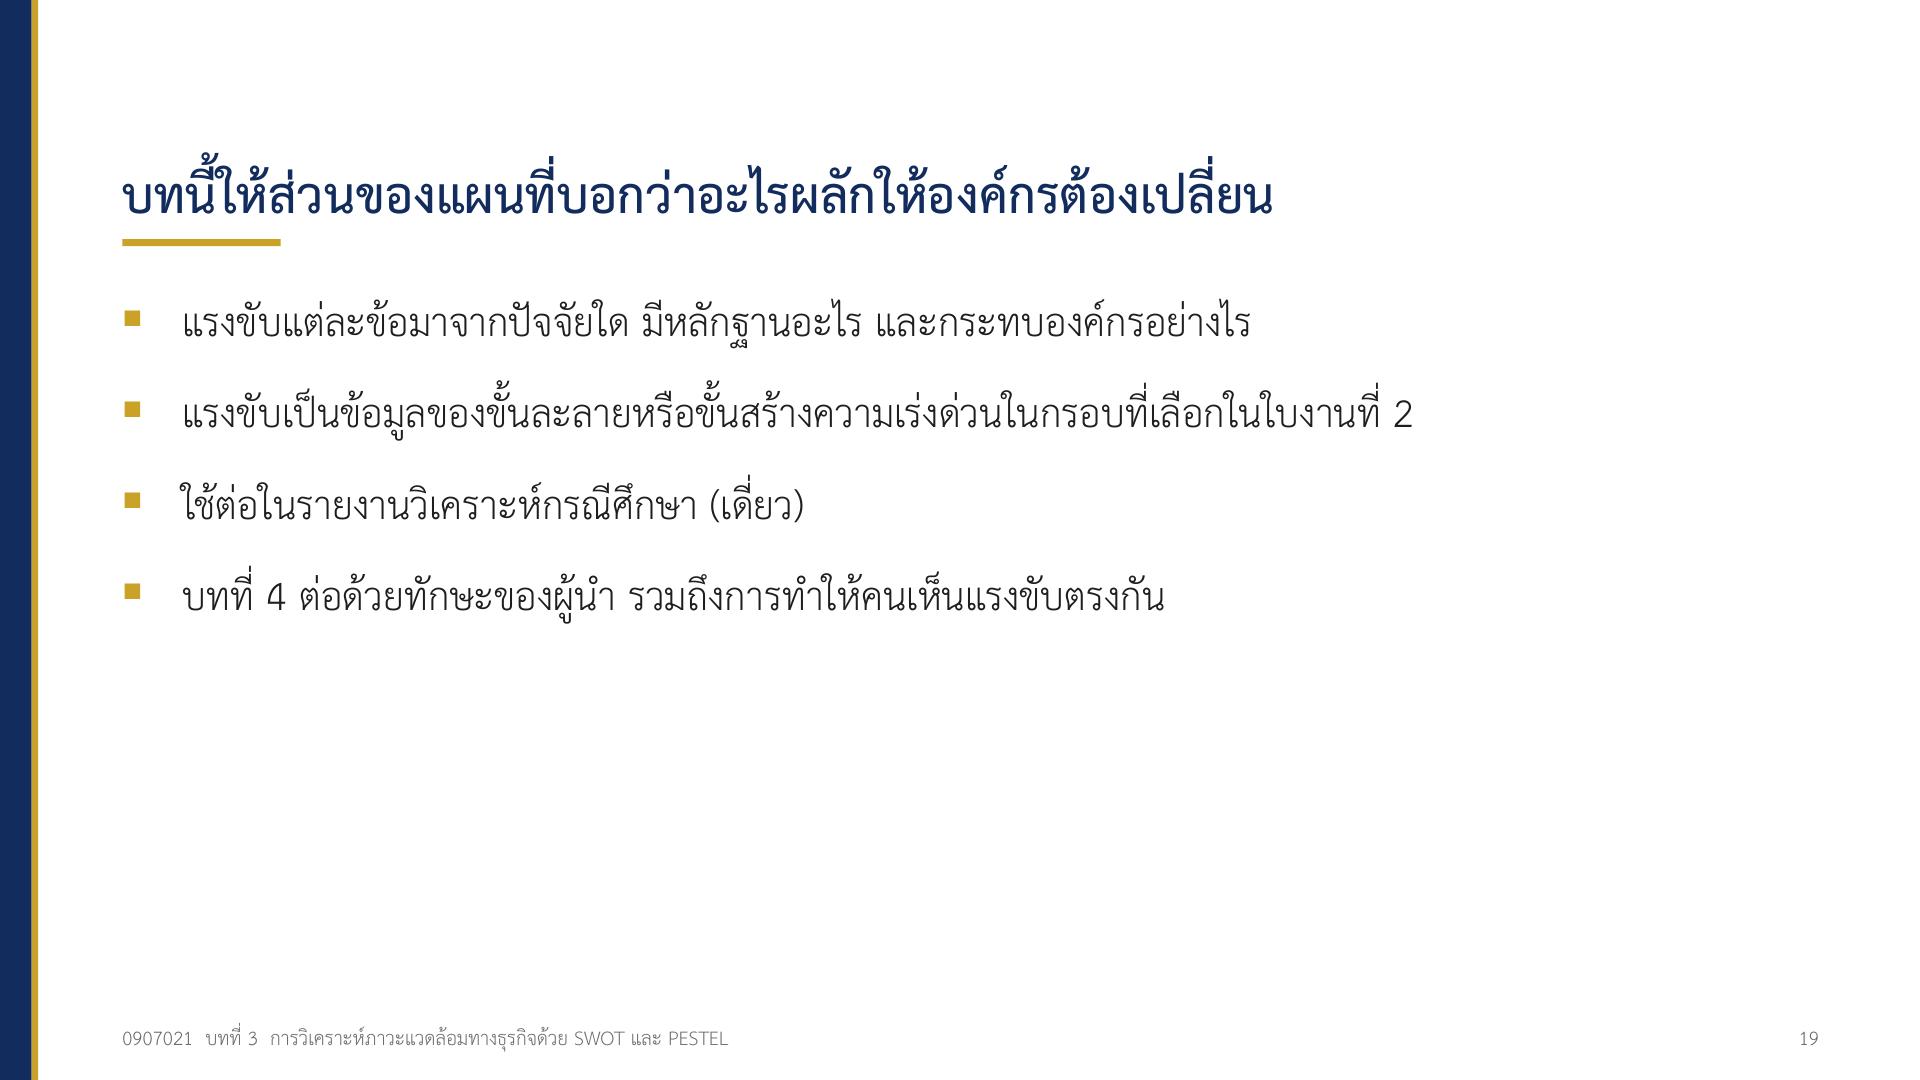 บทนี้ให้ส่วนของแผนที่บอกว่าอะไรผลักให้องค์กรต้องเปลี่ยน
แรงขับแต่ละข้อมาจากปัจจัยใด มีหลักฐานอะไร และกระทบองค์กรอย่างไร
แรงขับเป็นข้อมูลของขั้นละลายหรือขั้นสร้างความเร่งด่วนในกรอบที่เลือกในใบงานที่ 2
ใช้ต่อในรายงานวิเคราะห์กรณีศึกษา (เดี่ยว)
บทที่ 4 ต่อด้วยทักษะของผู้นำ รวมถึงการทำให้คนเห็นแรงขับตรงกัน
0907021 บทที่ 3 การวิเคราะห์ภาวะแวดล้อมทางธุรกิจด้วย SWOT และ PESTEL
19